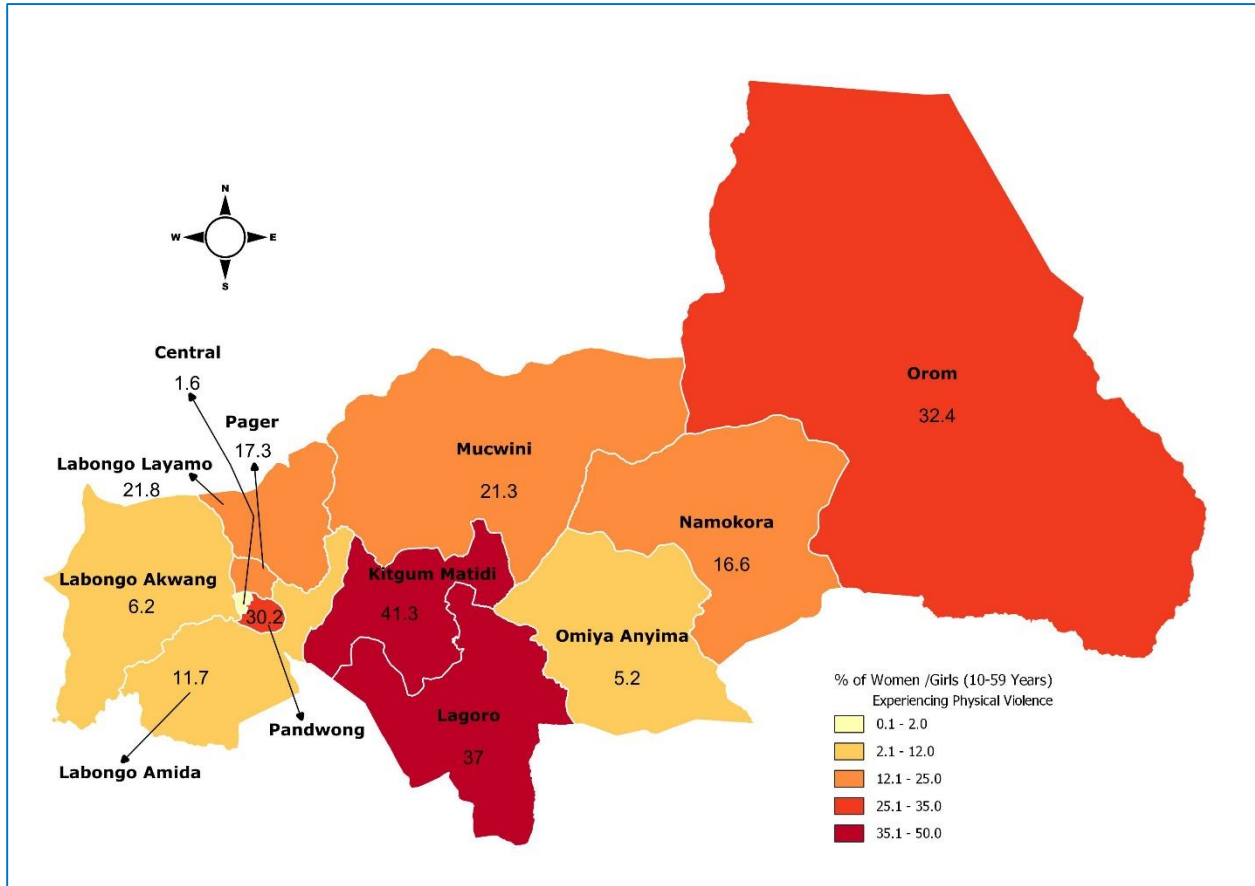 N
W
E
S
Orom
32.4
Central
1.6
Pager
17.3
Labongo Layamo
21.8
Mucwini
21.3
Namokora
16.6
Labongo Akwang
6.2
Kitgum Matidi
41.3
30.2
Omiya Anyima
5.2
11.7
Pandwong
Labongo Amida
Lagoro
37
% of Women /Girls (10-59 Years)
Experiencing Physical Violence
0.1 - 2.0
2.1 - 12.0
12.1 - 25.0
25.1 - 35.0
35.1 - 50.0